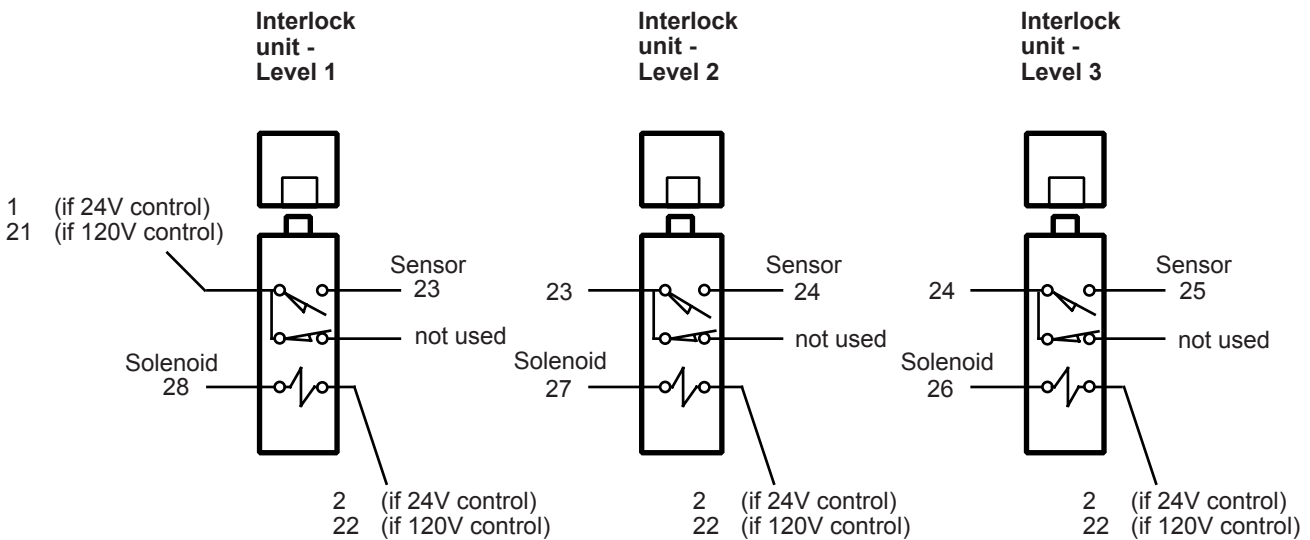 Interlock
unit -
Level 1
Interlock
unit -
Level 2
Interlock
unit -
Level 3
1 (if 24V control)
21 (if 120V control)
Sensor
23
not used
Solenoid
28
2 (if 24V control)
22 (if 120V control)
23
Sensor
24
not used
Solenoid
27
2 (if 24V control)
22 (if 120V control)
24
Sensor
25
not used
Solenoid
26
2 (if 24V control)
22 (if 120V control)